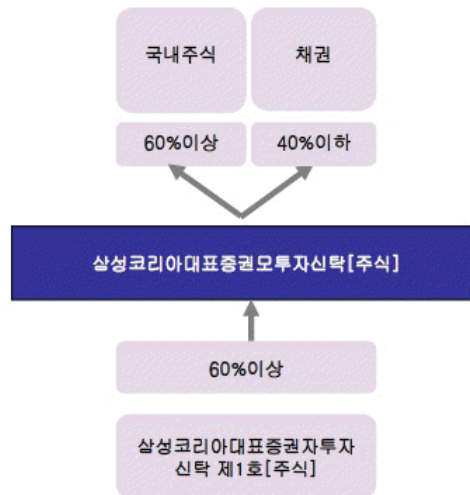 국내주식
채권
60%이상
40%이하
삼성코리아대표증권모투자신탁[주식]
60%이상
삼성코리아대표증권자투자
신탁 제1호[주식]